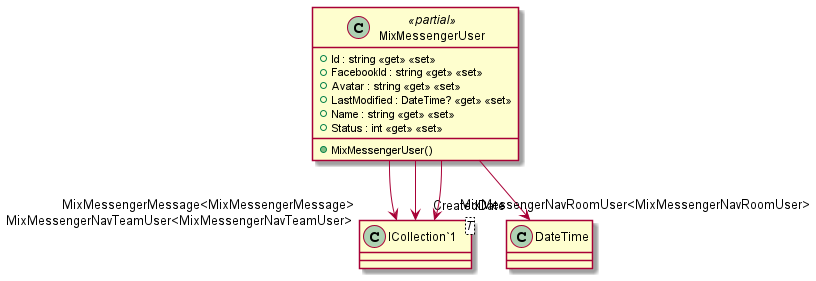 C
«partial»
MixMessengerUser
Id : string «get» «set»
FacebookId : string «get» «set»
Avatar : string «get» «set»
LastModified : DateTime? «get» «set»
Name : string «get» «set»
Status : int «get» «set»
MixMessengerUser()
MixMessengerMessage<MixMessengerMessage>
CreatedDate
MixMessengerNavRoomUser<MixMessengerNavRoomUser>
MixMessengerNavTeamUser<MixMessengerNavTeamUser>
C ICollection`1
T
C DateTime